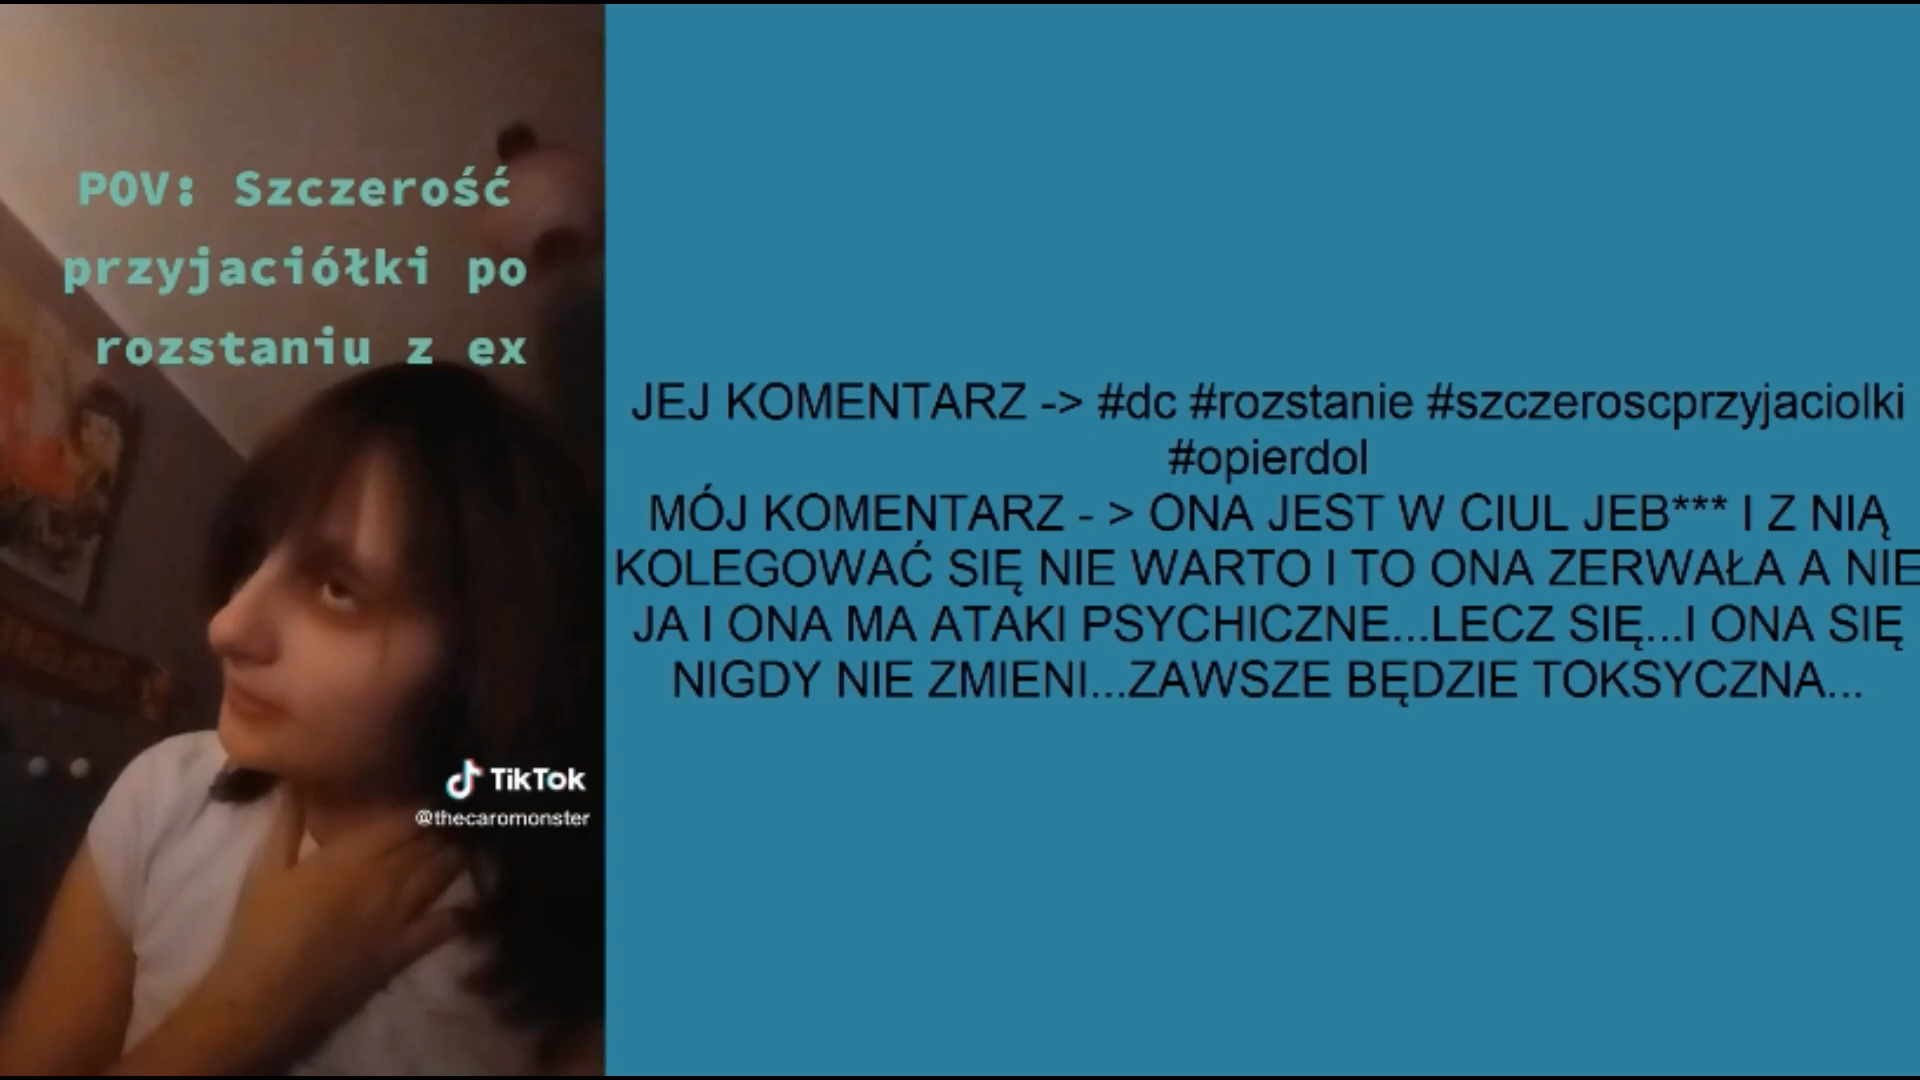 POV: Szczerość
przyjaciółki po
rozstaniu z ex
TikTok
@thecaromonster
JEJ KOMENTARZ -> #dc #rozstanie #szczeroscprzyjaciolki
#opierdol
MÓJ KOMENTARZ - > ONA JEST W CIUL JEB*** I Z NIĄ
KOLEGOWAĆ SIĘ NIE WARTO I TO ONA ZERWAŁA A NIE
JA I ONA MA ATAKI PSYCHICZNE...LECZ SIĘ...I ONA SIĘ
NIGDY NIE ZMIENI...ZAWSZE BĘDZIE TOKSYCZNA...